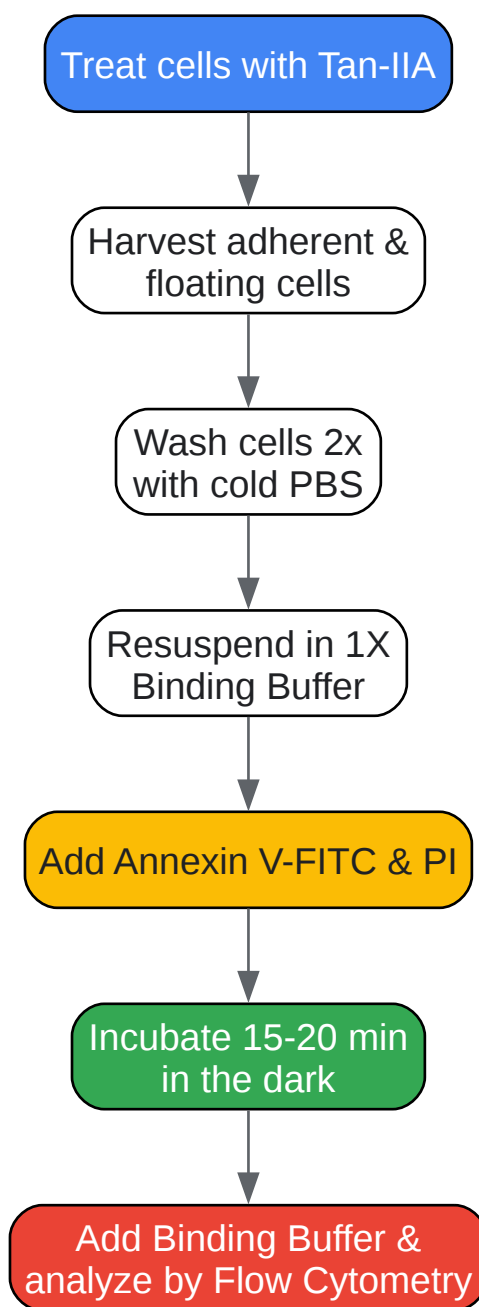 Treat cells with Tan-IIA
Harvest adherent &
floating cells
Wash cells 2x
with cold PBS
Resuspend in 1X
Binding Buffer
Add Annexin V-FITC & PI
Incubate 15-20 min
in the dark
Add Binding Buffer &
analyze by Flow Cytometry